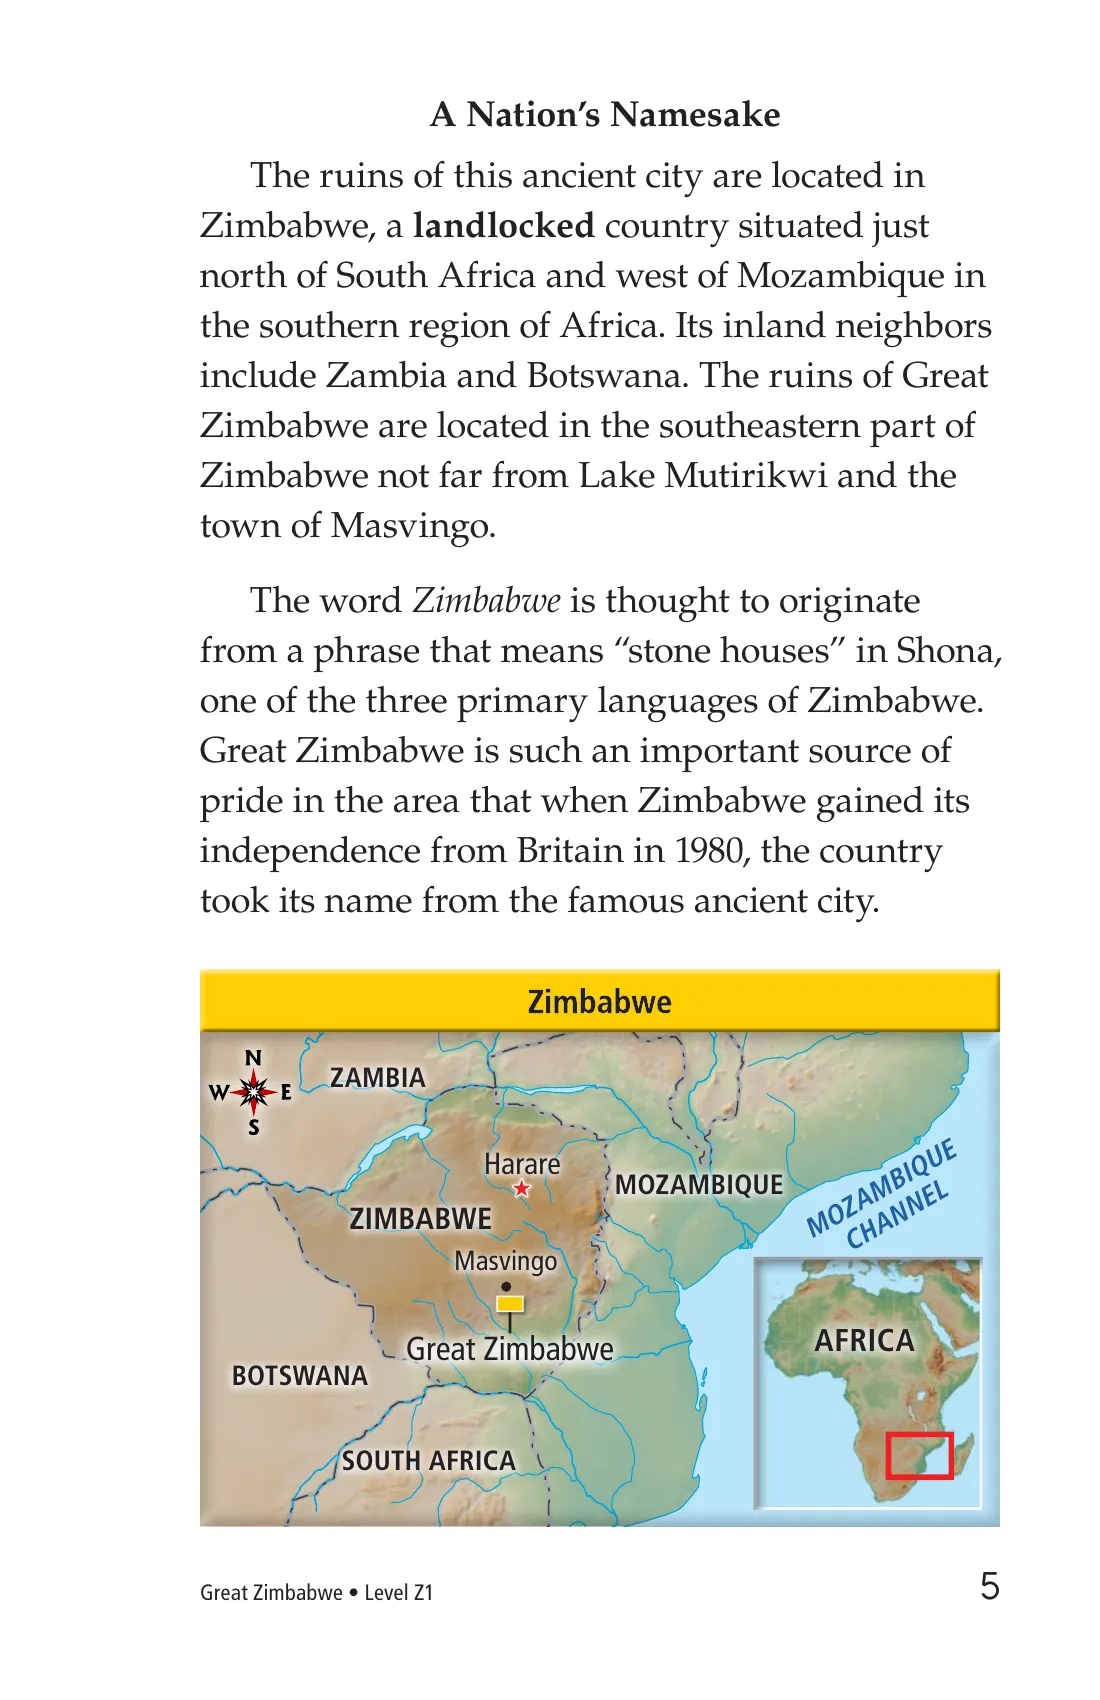 A Nation’s Namesake
The ruins of this ancient city are located in
Zimbabwe, a landlocked country situated just
north of South Africa and west of Mozambique in
the southern region of Africa. Its inland neighbors
include Zambia and Botswana. The ruins of Great
Zimbabwe are located in the southeastern part of
Zimbabwe not far from Lake Mutirikwi and the
town of Masvingo.
The word Zimbabwe is thought to originate
from a phrase that means “stone houses” in Shona,
one of the three primary languages of Zimbabwe.
Great Zimbabwe is such an important source of
pride in the area that when Zimbabwe gained its
independence from Britain in 1980, the country
took its name from the famous ancient city.
Zimbabwe
N
W E
S
ZAMBIA
Harare
MOZAMBIQUE
MOZAMBIQUE
CHANNEL
ZIMBABWE
Masvingo
Great Zimbabwe
AFRICA
BOTSWANA
SOUTH AFRICA
Great Zimbabwe • Level Z1
5